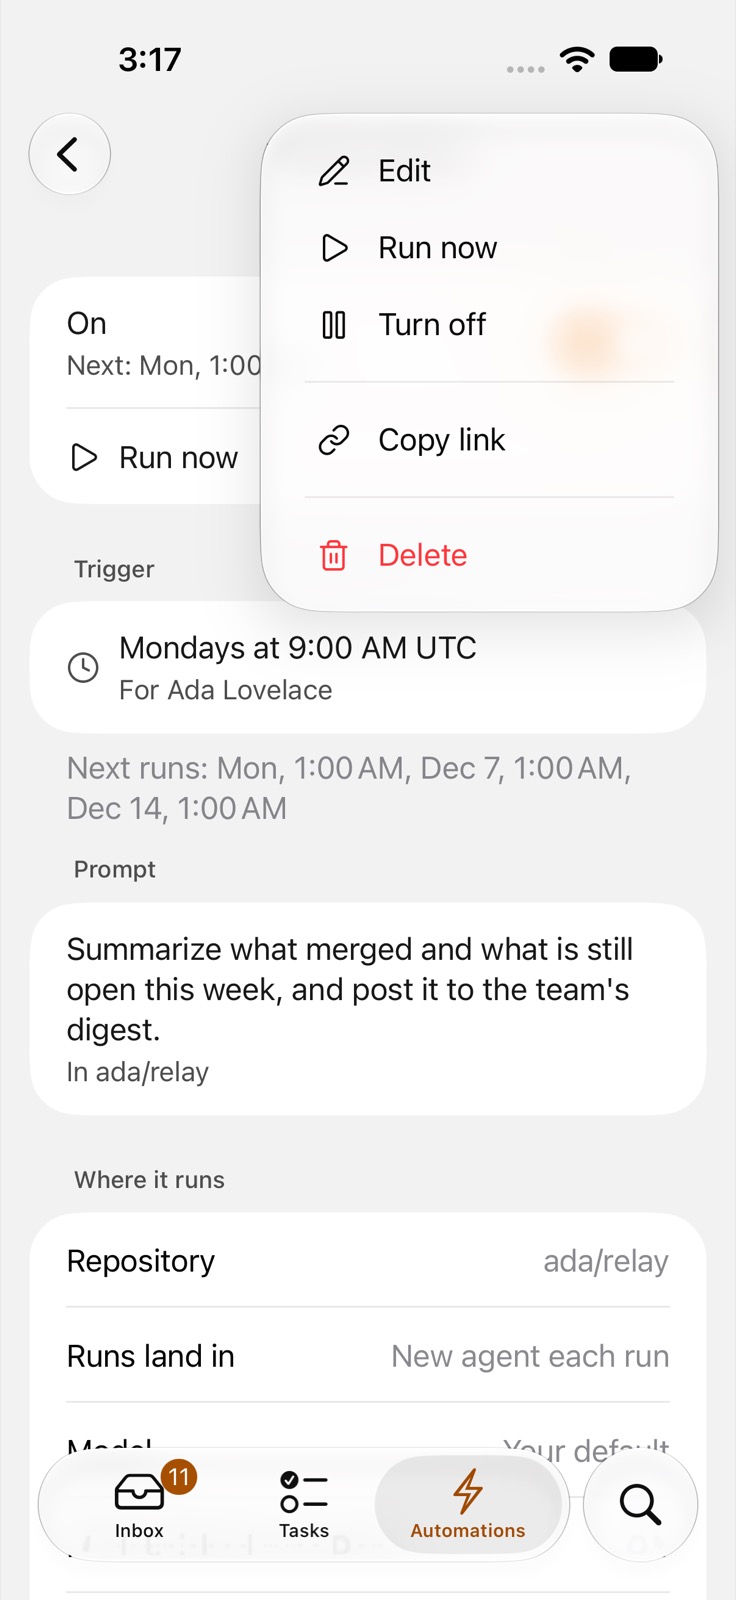 3:17
Edit
Run now
Turn off
Copy link
Delete
On
Next: Mon, 1:00
Run now
Trigger
Mondays at 9:00 AM UTC
For Ada Lovelace
Next runs: Mon, 1:00 AM, Dec 7, 1:00 AM,
Dec 14, 1:00 AM
Prompt
Summarize what merged and what is still
open this week, and post it to the team's
digest.
In ada/relay
Where it runs
Repository
ada/relay
Runs land in
New agent each run
Model
Your default
11
Inbox
Tasks
Automations